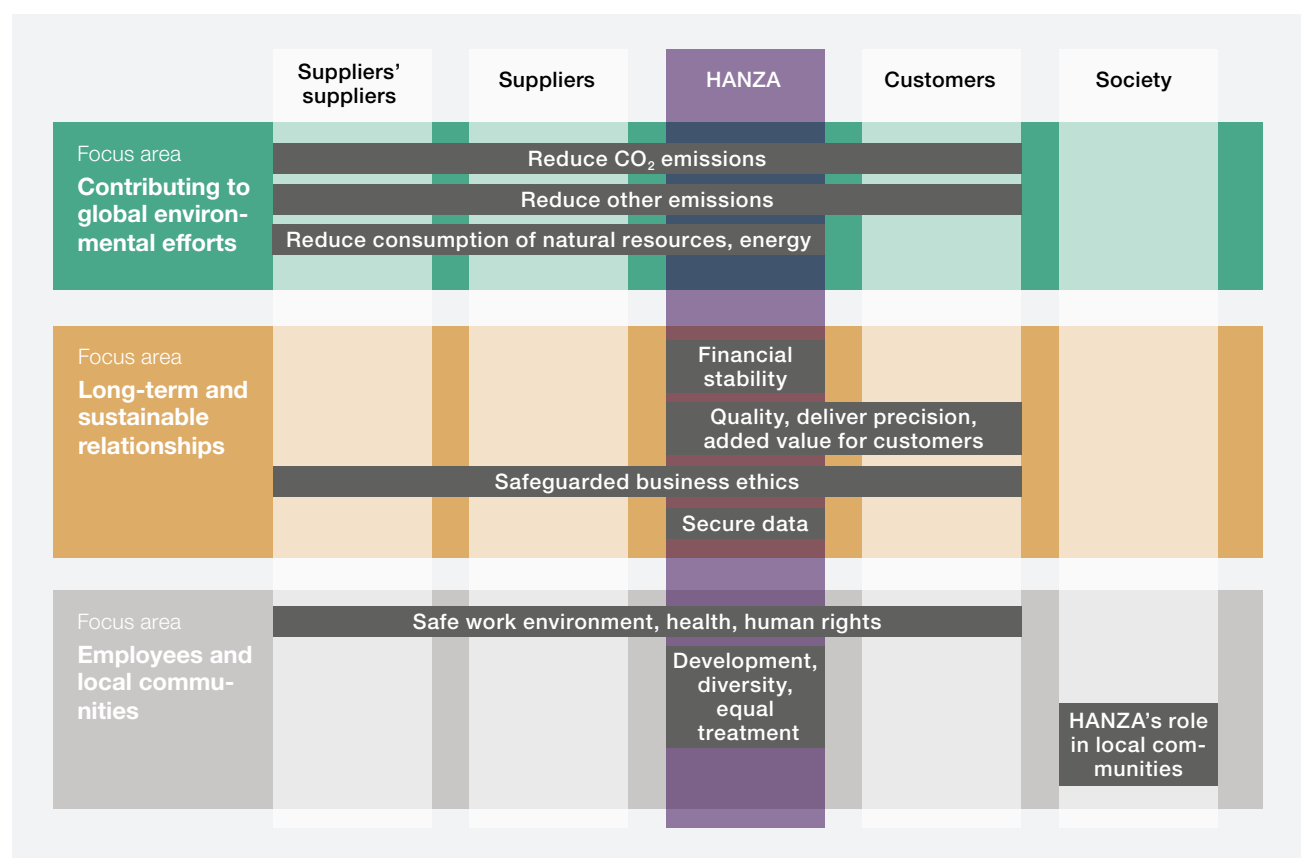 Suppliers'
suppliers
Suppliers
HANZA
Customers
Society
Focus area
Contributing to
global environ-
mental efforts
Reduce CO₂ emissions
Reduce other emissions
Reduce consumption of natural resources, energy
Focus area
Long-term and
sustainable
relationships
Financial
stability
Quality, deliver precision,
added value for customers
Safeguarded business ethics
Secure data
Focus area
Employees and
local commu-
nities
Safe work environment, health, human rights
Development,
diversity,
equal
treatment
HANZA's role
in local com-
munities